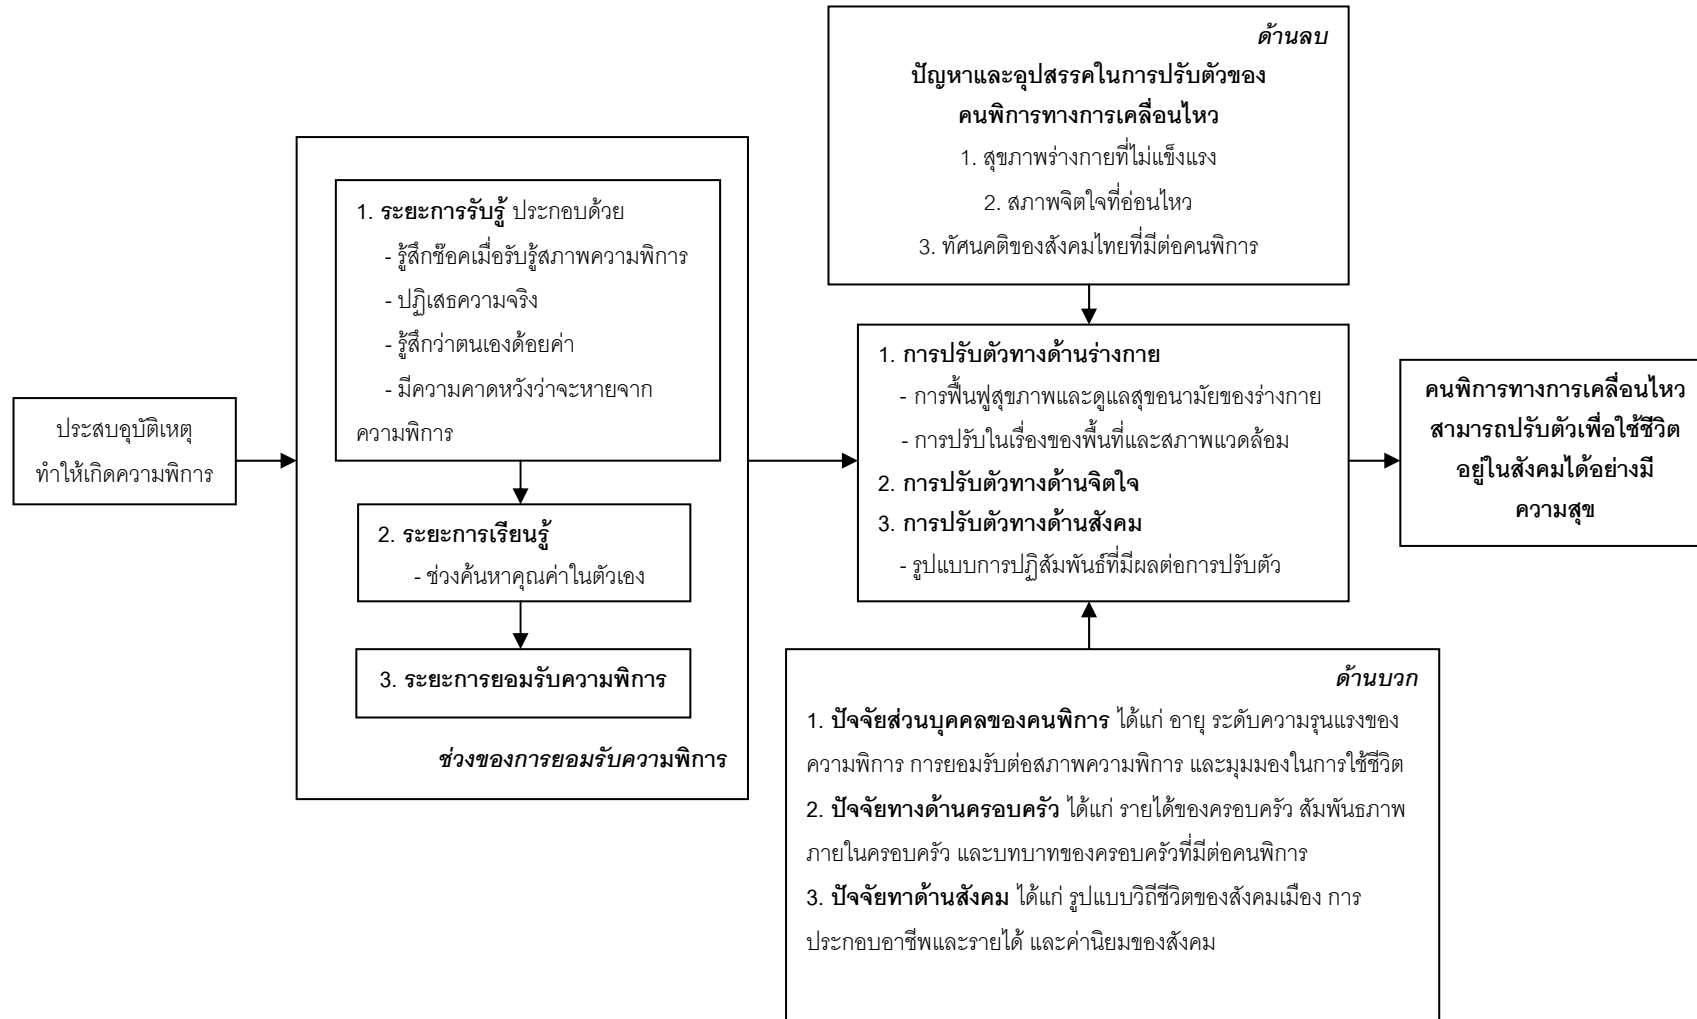 ประสบอุบัติเหตุ
ทำให้เกิดความพิการ
1. ระยะการรับรู้ ประกอบด้วย
- รู้สึกช๊อคเมื่อรับรู้สภาพความพิการ
- ปฏิเสธความจริง
- รู้สึกว่าตนเองด้อยค่า
- มีความคาดหวังว่าจะหายจาก
ความพิการ
2. ระยะการเรียนรู้
- ช่วงค้นหาคุณค่าในตัวเอง
3. ระยะการยอมรับความพิการ
ช่วงของการยอมรับความพิการ
ด้านลบ
ปัญหาและอุปสรรคในการปรับตัวของ
คนพิการทางการเคลื่อนไหว
1. สุขภาพร่างกายที่ไม่แข็งแรง
2. สภาพจิตใจที่อ่อนไหว
3. ทัศนคติของสังคมไทยที่มีต่อคนพิการ
1. การปรับตัวทางด้านร่างกาย
- การฟื้นฟูสุขภาพและดูแลสุขอนามัยของร่างกาย
- การปรับในเรื่องของพื้นที่และสภาพแวดล้อม
2. การปรับตัวทางด้านจิตใจ
3. การปรับตัวทางด้านสังคม
- รูปแบบการปฏิสัมพันธ์ที่มีผลต่อการปรับตัว
ด้านบวก
1. ปัจจัยส่วนบุคคลของคนพิการ ได้แก่ อายุ ระดับความรุนแรงของ
ความพิการ การยอมรับต่อสภาพความพิการ และมุมมองในการใช้ชีวิต
2. ปัจจัยทางด้านครอบครัว ได้แก่ รายได้ของครอบครัว สัมพันธภาพ
ภายในครอบครัว และบทบาทของครอบครัวที่มีต่อคนพิการ
3. ปัจจัยทาด้านสังคม ได้แก่ รูปแบบวิถีชีวิตของสังคมเมือง การ
ประกอบอาชีพและรายได้ และค่านิยมของสังคม
คนพิการทางการเคลื่อนไหว
สามารถปรับตัวเพื่อใช้ชีวิต
อยู่ในสังคมได้อย่างมี
ความสุข